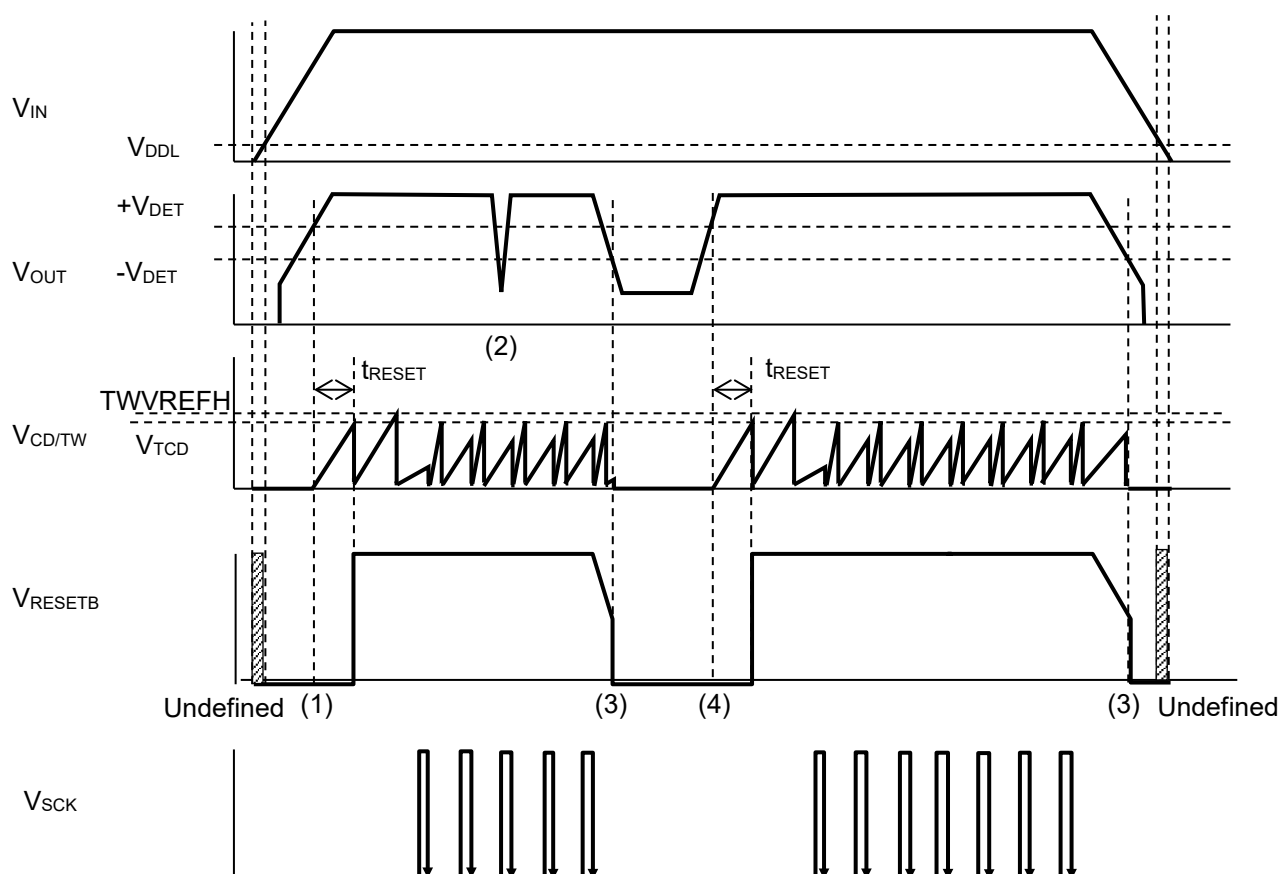 VIN
VDDL
+VDET
VOUT -VDET
(2)
tRESET tRESET
TWVREFH
VCD/TW VTCD
VRESETB
Undefined (1) (3) (4) (3) Undefined
VSCK